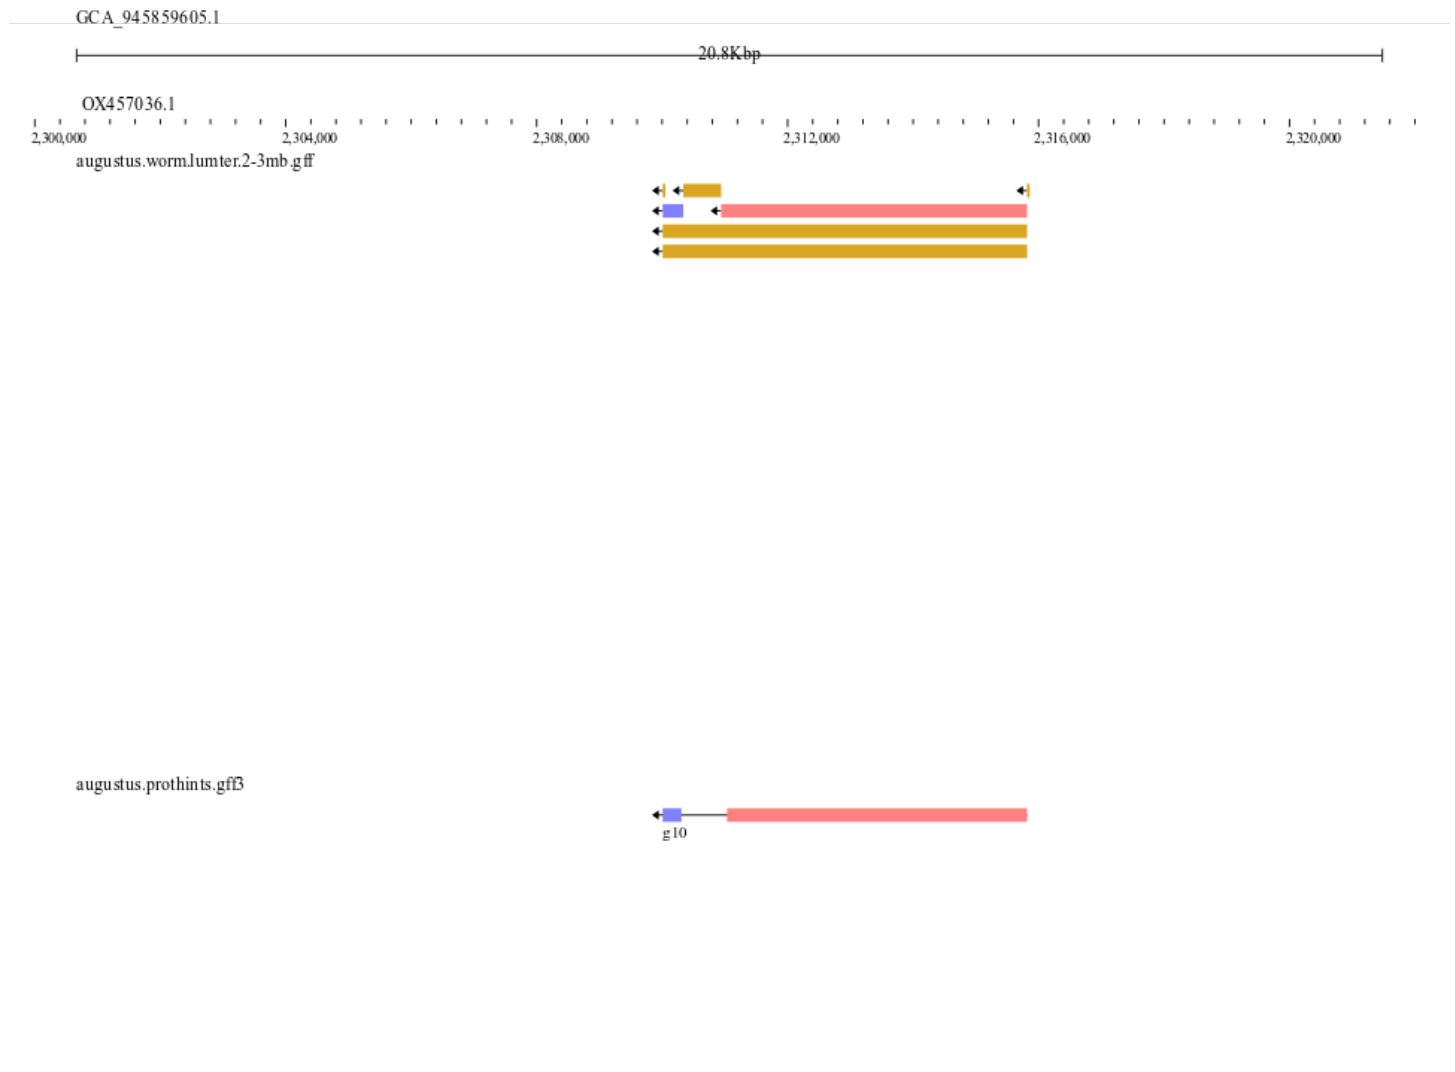 GCA_945859605.1
20.8Kbp
OX457036.1
2,300,000 2,304,000 2,308,000 2,312,000 2,316,000 2,320,000
augustus.worm.lumter.2-3mb.gff
augustus.prothints.gff3
g10